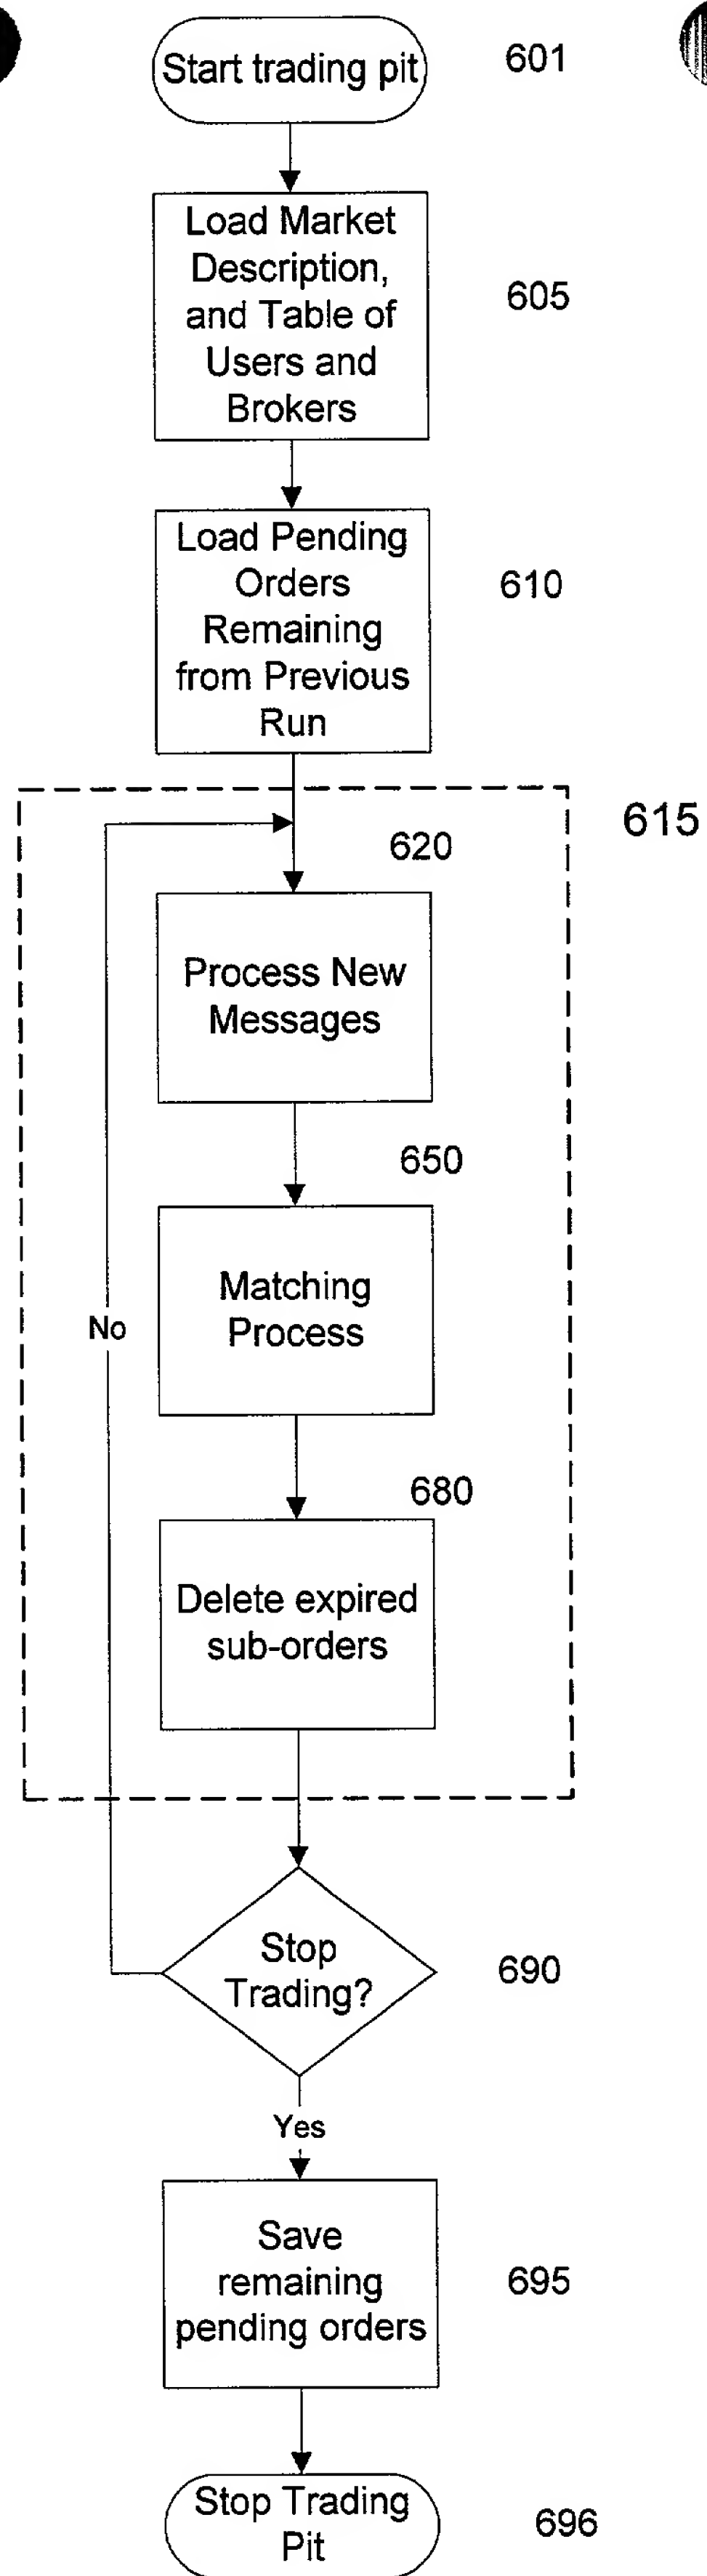 Start trading pit
601
Load Market
Description,
and Table of
Users and
Brokers
605
Load Pending
Orders
Remaining
from Previous
Run
610
615
620
Process New
Messages
650
Matching
Process
No
680
Delete expired
sub-orders
Stop
Trading?
690
Yes
Save
remaining
pending orders
695
Stop Trading
Pit
696